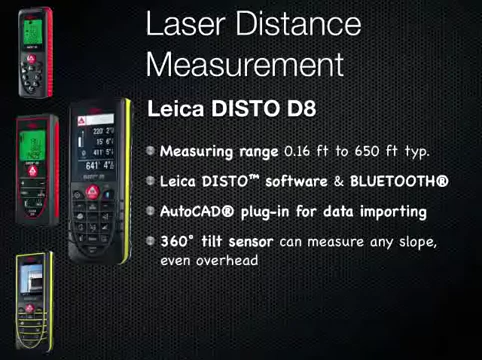 Laser Distance
Measurement
Leica DISTO D8
Measuring range 0.16 ft to 650 ft typ.
Leica DISTO™ software & BLUETOOTH®
AutoCAD® plug-in for data importing
360° tilt sensor can measure any slope,
even overhead